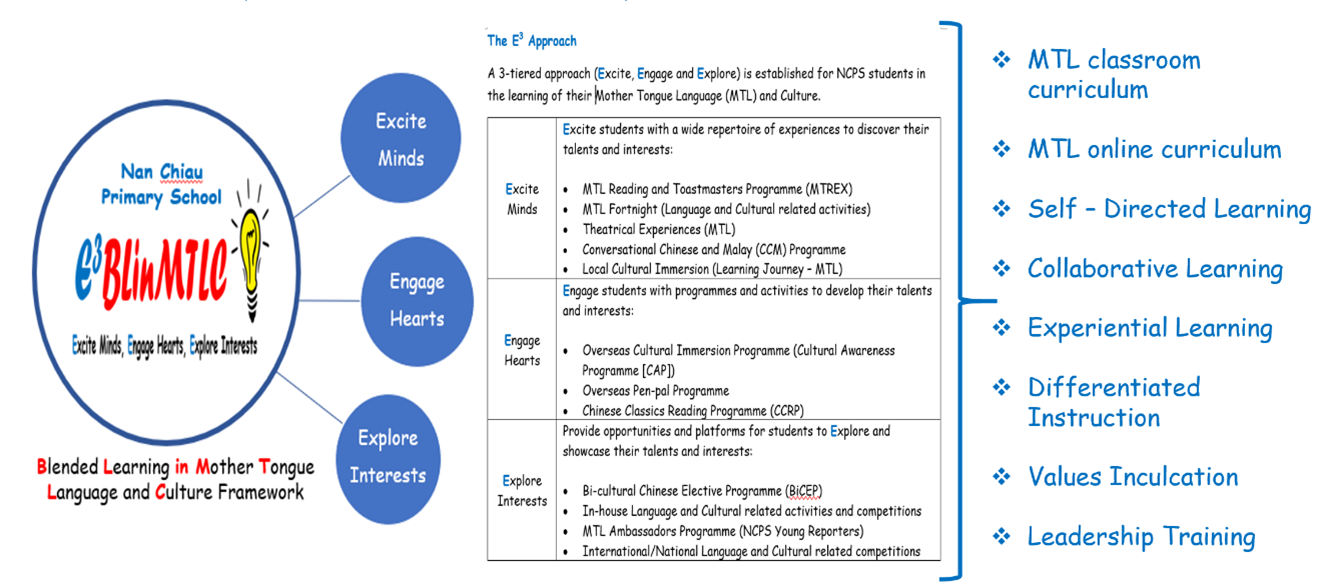 Nan Chiau
Primary School
E³BlinMTLC
Excite Minds, Engage Hearts, Explore Interests
Blended Learning in Mother Tongue
Language and Culture Framework
Excite
Minds
Engage
Hearts
Explore
Interests
The E³ Approach
A 3-tiered approach (Excite, Engage and Explore) is established for NCPS students in
the learning of their Mother Tongue Language (MTL) and Culture.
Excite
Minds
Excite students with a wide repertoire of experiences to discover their
talents and interests:
• MTL Reading and Toastmasters Programme (MTREX)
• MTL Fortnight (Language and Cultural related activities)
• Theatrical Experiences (MTL)
• Conversational Chinese and Malay (CCM) Programme
• Local Cultural Immersion (Learning Journey – MTL)
Engage
Hearts
Engage students with programmes and activities to develop their talents
and interests:
• Overseas Cultural Immersion Programme (Cultural Awareness
Programme [CAP])
• Overseas Pen-pal Programme
• Chinese Classics Reading Programme (CCRP)
Explore
Interests
Provide opportunities and platforms for students to Explore and
showcase their talents and interests:
• Bi-cultural Chinese Elective Programme (BiCEP)
• In-house Language and Cultural related activities and competitions
• MTL Ambassadors Programme (NCPS Young Reporters)
• International/National Language and Cultural related competitions
❖ MTL classroom
curriculum
❖ MTL online curriculum
❖ Self – Directed Learning
❖ Collaborative Learning
❖ Experiential Learning
❖ Differentiated
Instruction
❖ Values Inculcation
❖ Leadership Training